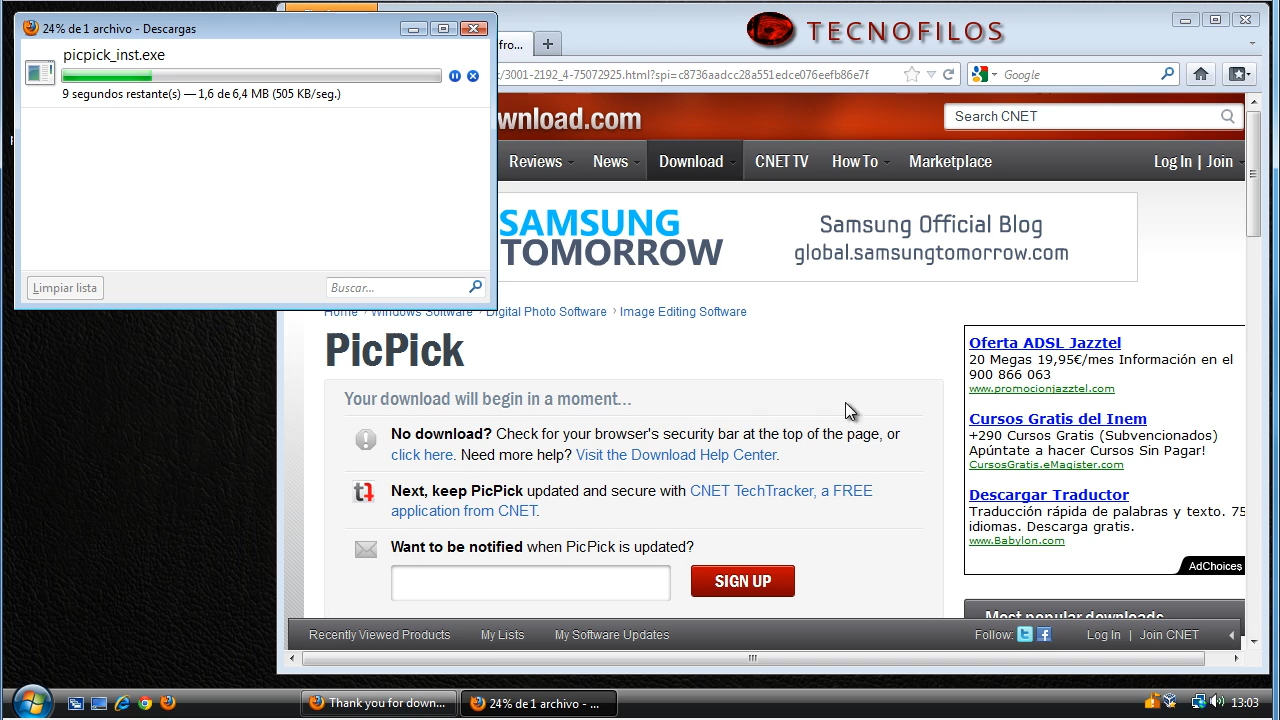 24% de 1 archivo - Descargas
picpick_inst.exe
9 segundos restante(s) — 1,6 de 6,4 MB (505 KB/seg.)
Limpiar lista
Buscar...
TECNOFILOS
fro...
Google
wnload.com
Search CNET
Reviews
News
Download
CNET TV
How To
Marketplace
Log In | Join
SAMSUNG
TOMORROW
Samsung Official Blog
global.samsungtomorrow.com
Home › Windows Software › Digital Photo Software › Image Editing Software
PicPick
Your download will begin in a moment...
No download? Check for your browser's security bar at the top of the page, or
click here. Need more help? Visit the Download Help Center.
Next, keep PicPick updated and secure with CNET TechTracker, a FREE
application from CNET.
Want to be notified when PicPick is updated?
SIGN UP
Oferta ADSL Jazztel
20 Megas 19,95€/mes Información en el
900 866 063
www.promocionjazztel.com
Cursos Gratis del Inem
+290 Cursos Gratis (Subvencionados)
Apúntate a hacer Cursos Sin Pagar!
CursosGratis.eMagister.com
Descargar Traductor
Traducción rápida de palabras y texto. 75
idiomas. Descarga gratis.
www.Babylon.com
AdChoices
Most popular downloads
Recently Viewed Products
My Lists
My Software Updates
Follow:
Log In | Join CNET
Thank you for down...
24% de 1 archivo - ...
13:03